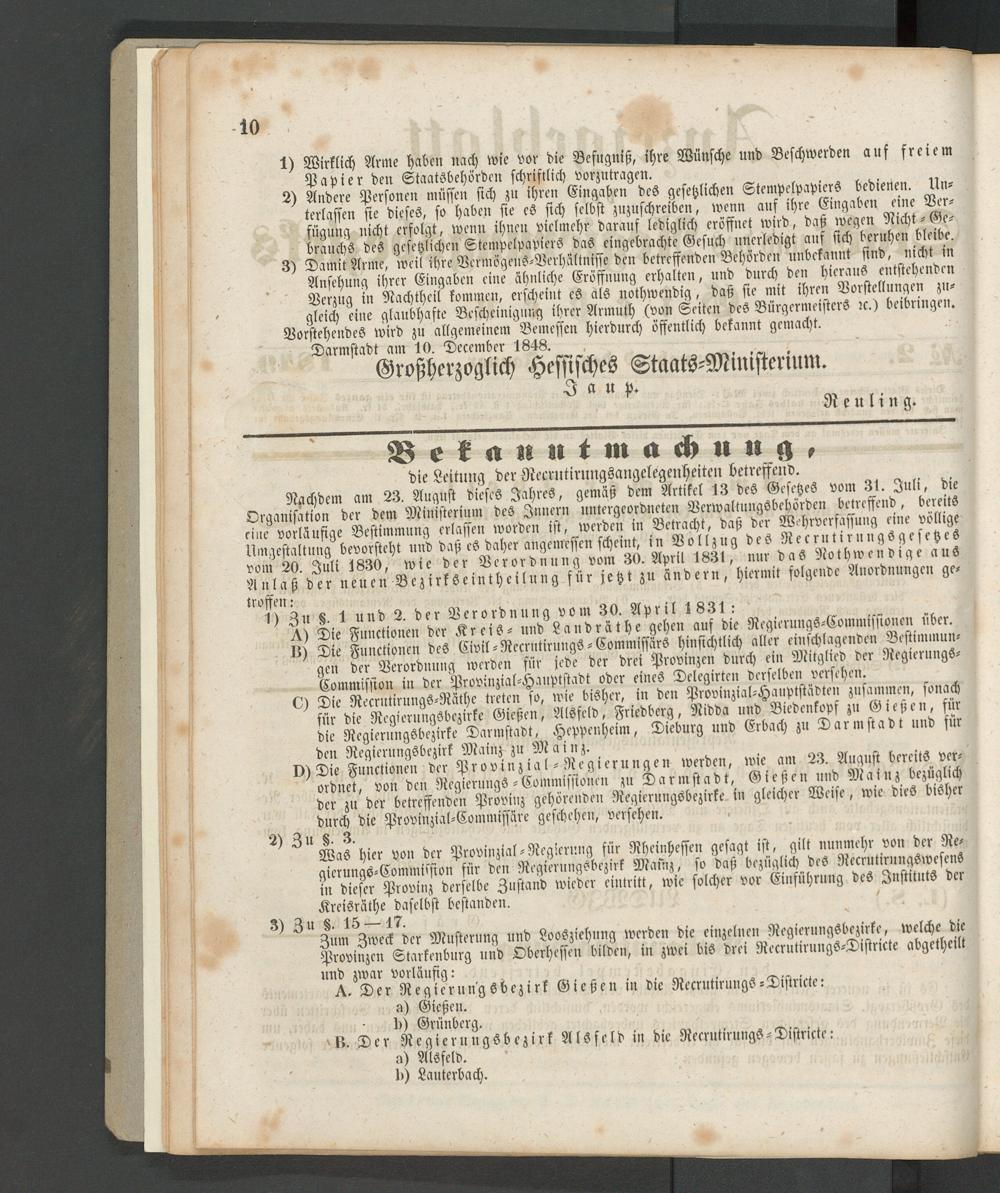 10
1) Wirklich Arme haben nach wie vor die Befugniß, ihre Wünsche und Beschwerden auf freiem
Papier den Staatsbehörden schriftlich vorzutragen.
2) Andere Personen müssen sich zu ihren Eingaben des gesetzlichen Stempelpapiers bedienen. Un-
terlassen sie dieses, so haben sie es sich selbst zuzuschreiben, wenn auf ihre Eingaben eine Ver-
fügung nicht erfolgt, wenn ihnen vielmehr darauf lediglich eröffnet wird, daß wegen Nicht-Ge-
brauchs des gesetzlichen Stempelpapiers das eingebrachte Gesuch unerledigt auf sich beruhen bleibe.
3) Damit Arme, weil ihre Vermögens-Verhältnisse den betreffenden Behörden unbekannt sind, nicht in
Ansehung ihrer Eingaben eine ähnliche Eröffnung erhalten, und durch den hieraus entstehenden
Verzug in Nachtheil kommen, erscheint es als nothwendig, daß sie mit ihren Vorstellungen zu-
gleich eine glaubhafte Bescheinigung ihrer Armuth (von Seiten des Bürgermeisters ꝛc.) beibringen.
Vorstehendes wird zu allgemeinem Bemessen hierdurch öffentlich bekannt gemacht.
Darmstadt am 10. December 1848.
Großherzoglich Hessisches Staats-Ministerium.
Jaup.
Reuling.
Bekanntmachung,
die Leitung der Recrutirungsangelegenheiten betreffend.
Nachdem am 23. August dieses Jahres, gemäß dem Artikel 13 des Gesetzes vom 31. Juli, die
Organisation der dem Ministerium des Innern untergeordneten Verwaltungsbehörden betreffend, bereits
eine vorläufige Bestimmung erlassen worden ist, werden in Betracht, daß der Wehrverfassung eine völlige
Umgestaltung bevorsteht und daß es daher angemessen scheint, in Vollzug des Recrutirungsgesetzes
vom 20. Juli 1830, wie der Verordnung vom 30. April 1831, nur das Nothwendige aus
Anlaß der neuen Bezirkseintheilung für jetzt zu ändern, hiermit folgende Anordnungen ge-
troffen:
1) Zu §. 1 und 2. der Verordnung vom 30. April 1831:
A) Die Functionen der Kreis- und Landräthe gehen auf die Regierungs-Commissionen über.
B) Die Functionen des Civil-Recrutirungs-Commissärs hinsichtlich aller einschlagenden Bestimmun-
gen der Verordnung werden für jede der drei Provinzen durch ein Mitglied der Regierungs-
Commission in der Provinzial-Hauptstadt oder eines Delegirten derselben versehen.
C) Die Recrutirungs-Räthe treten so, wie bisher, in den Provinzial-Hauptstädten zusammen, sonach
für die Regierungsbezirke Gießen, Alsfeld, Friedberg, Nidda und Biedenkopf zu Gießen, für
die Regierungsbezirke Darmstadt, Heppenheim, Dieburg und Erbach zu Darmstadt und für
den Regierungsbezirk Mainz zu Mainz.
D) Die Functionen der Provinzial-Regierungen werden, wie am 23. August bereits ver-
ordnet, von den Regierungs-Commissionen zu Darmstadt, Gießen und Mainz bezüglich
der zu der betreffenden Provinz gehörenden Regierungsbezirke in gleicher Weise, wie dies bisher
durch die Provinzial-Commissäre geschehen, versehen.
2) Zu §. 3.
Was hier von der Provinzial-Regierung für Rheinhessen gesagt ist, gilt nunmehr von der Re-
gierungs-Commission für den Regierungsbezirk Mainz, so daß bezüglich des Recrutirungswesens
in dieser Provinz derselbe Zustand wieder eintritt, wie solcher vor Einführung des Instituts der
Kreisräthe daselbst bestanden.
3) Zu §. 15—17.
Zum Zweck der Musterung und Loosziehung werden die einzelnen Regierungsbezirke, welche die
Provinzen Starkenburg und Oberhessen bilden, in zwei bis drei Recrutirungs-Districte abgetheilt
und zwar vorläufig:
A. Der Regierungsbezirk Gießen in die Recrutirungs-Districte:
a) Gießen.
b) Grünberg.
B. Der Regierungsbezirk Alsfeld in die Recrutirungs-Districte:
a) Alsfeld.
b) Lauterbach.